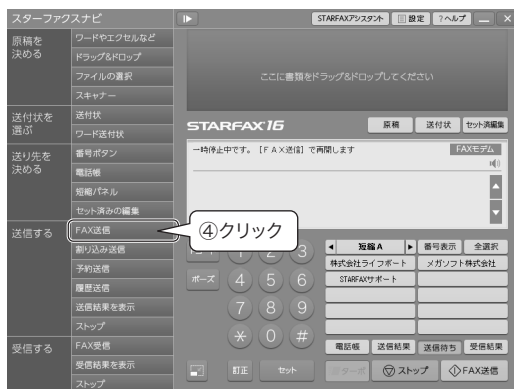 スターファクスナビ
STARFAXアシスタント
設定
?ヘルプ
原稿を
決める
ワードやエクセルなど
ドラッグ&ドロップ
ファイルの選択
スキャナー
送付状を
選ぶ
送付状
ワード送付状
送り先を
決める
番号ボタン
電話帳
短縮パネル
セット済みの編集
送信する
FAX送信
割り込み送信
予約送信
履歴送信
送信結果を表示
ストップ
受信する
FAX受信
受信結果を表示
ストップ
ここに書類をドラッグ&ドロップしてください
STARFAX'16
原稿
送付状
セット済編集
一時停止中です。［FAX送信］で再開します
FAXモデム
④クリック
1 2 3
ポーズ
4 5 6
7 8 9
* 0 #
訂正
セット
短縮A
番号表示
全選択
株式会社ライフボート
メガソフト株式会社
STARFAXサポート
電話帳
送信結果
送信待ち
受信結果
ストップ
FAX送信